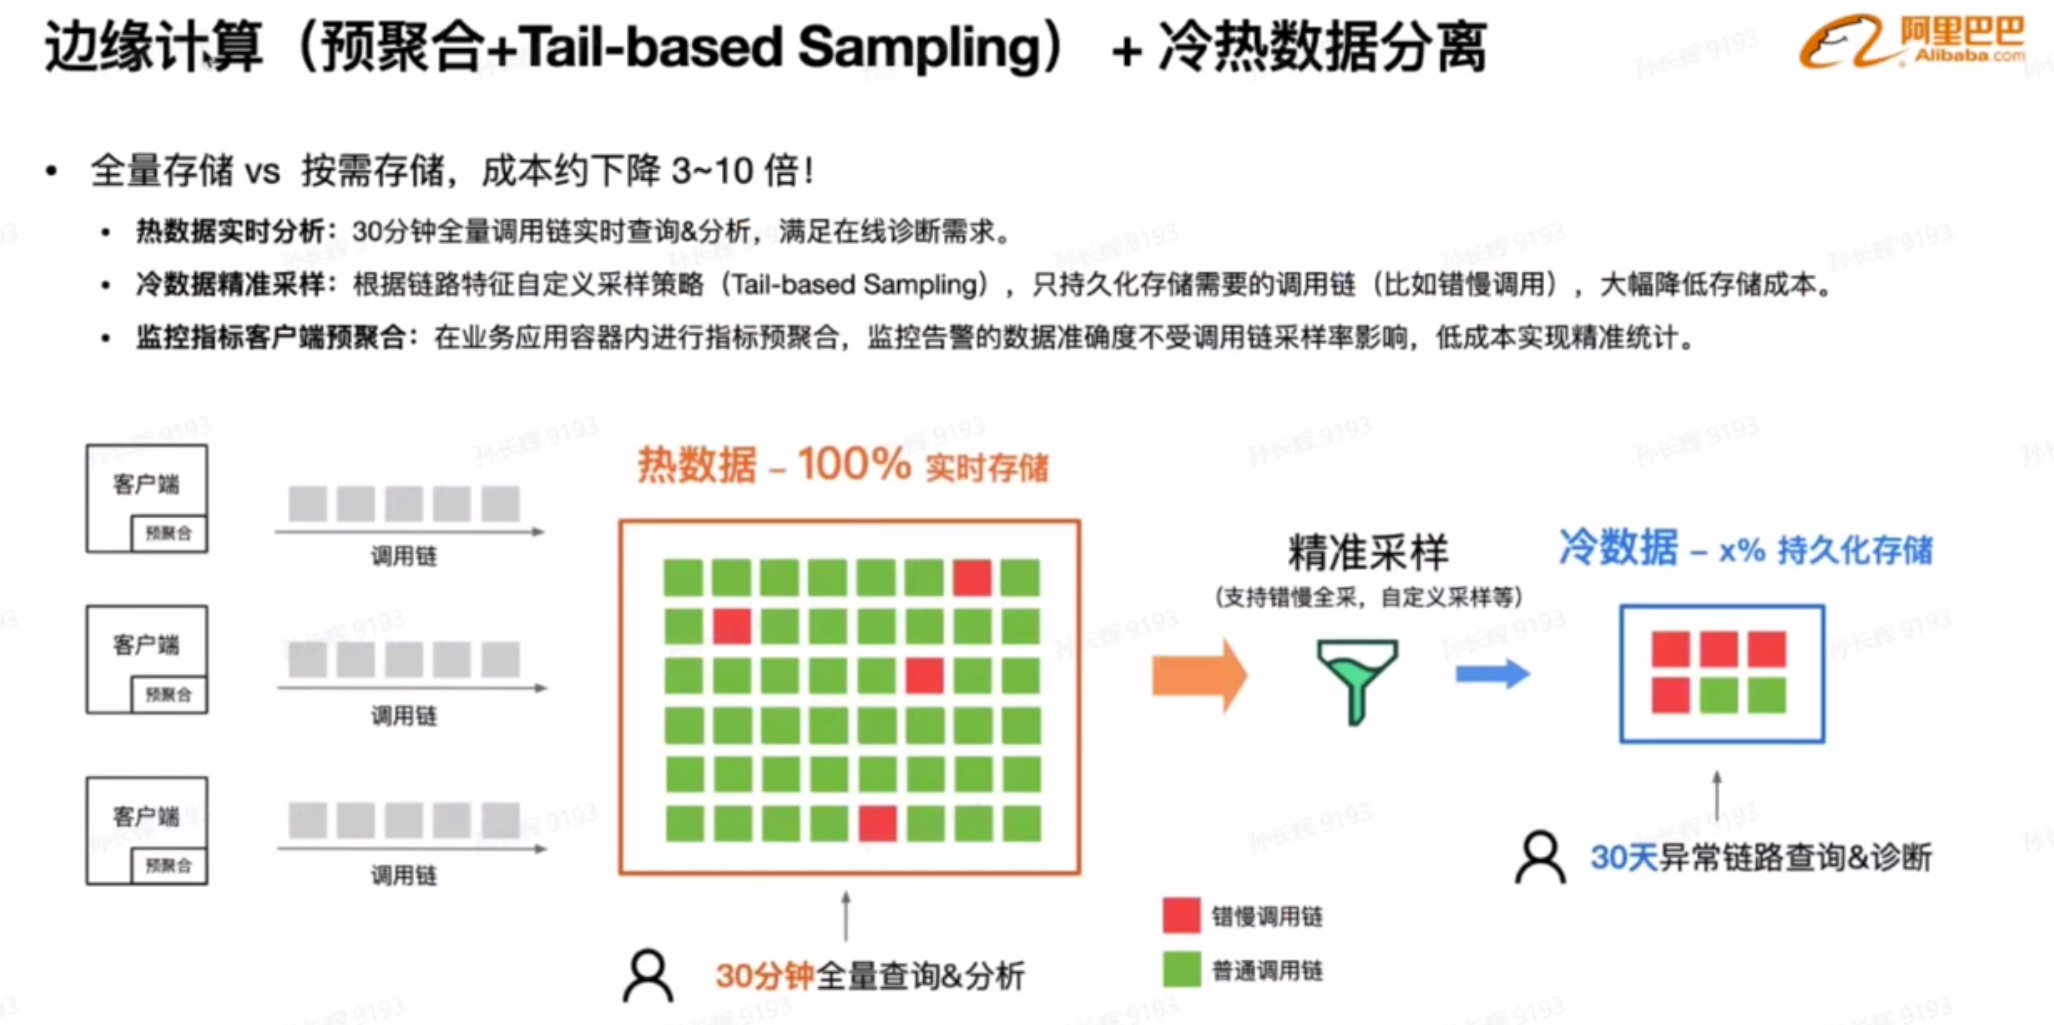 边缘计算（预聚合+Tail-based Sampling） + 冷热数据分离
阿里巴巴
Alibaba.com
• 全量存储 vs 按需存储，成本约下降 3~10 倍！
• 热数据实时分析：30分钟全量调用链实时查询&分析，满足在线诊断需求。
• 冷数据精准采样：根据链路特征自定义采样策略（Tail-based Sampling），只持久化存储需要的调用链（比如错慢调用），大幅降低存储成本。
• 监控指标客户端预聚合：在业务应用容器内进行指标预聚合，监控告警的数据准确度不受调用链采样率影响，低成本实现精准统计。
客户端
预聚合
调用链
客户端
预聚合
调用链
客户端
预聚合
调用链
热数据 – 100% 实时存储
30分钟全量查询&分析
精准采样
（支持错慢全采，自定义采样等）
冷数据 – x% 持久化存储
30天异常链路查询&诊断
错慢调用链
普通调用链
孙长辉 9193